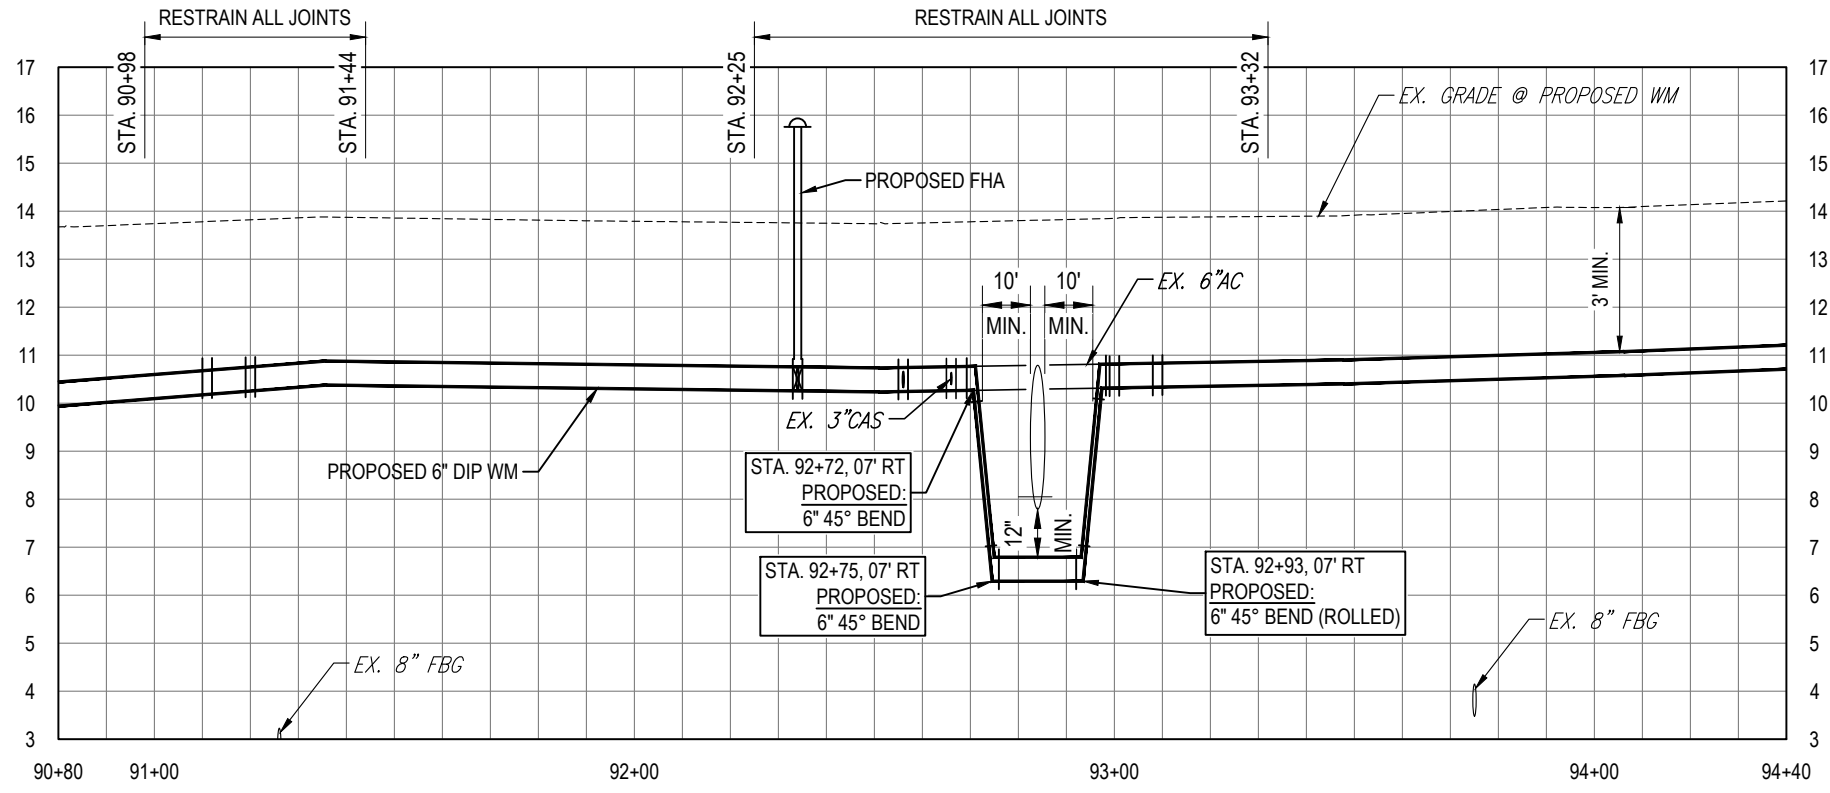 RESTRAIN ALL JOINTS
RESTRAIN ALL JOINTS
STA. 90+98
STA. 91+44
STA. 92+25
STA. 93+32
17
16
15
14
13
12
11
10
9
8
7
6
5
4
3
17
16
15
14
13
12
11
10
9
8
7
6
5
4
3
EX. GRADE @ PROPOSED WM
PROPOSED FHA
3' MIN.
10'
MIN.
10'
MIN.
EX. 6"AC
EX. 3"CAS
PROPOSED 6" DIP WM
STA. 92+72, 07' RT
PROPOSED:
6" 45° BEND
12"
MIN.
STA. 92+75, 07' RT
PROPOSED:
6" 45° BEND
STA. 92+93, 07' RT
PROPOSED:
6" 45° BEND (ROLLED)
EX. 8" FBG
EX. 8" FBG
90+80
91+00
92+00
93+00
94+00
94+40